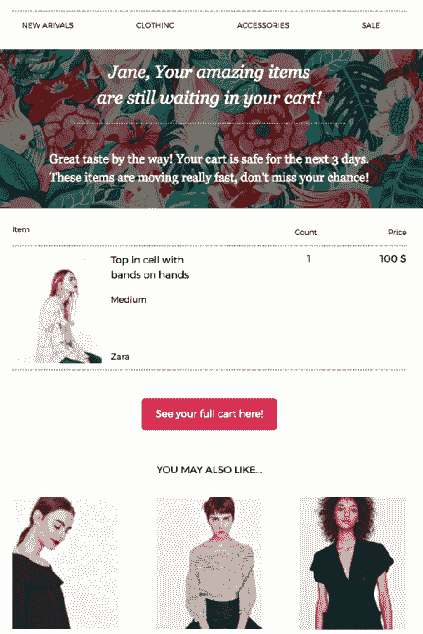 NEW ARIVALS CLOTHINC ACCESSORIES SALE
Jane, Your amazing items
are still waiting in your cart!
Great taste by the way! Your cart is safe for the next 3 days.
These items are moving really fast, don't miss your chance!
Item Count Price
Top in cell with 1 100 $
bands on hands
Medium
Zara
See your full cart here!
YOU MAY ALSO LIKE...